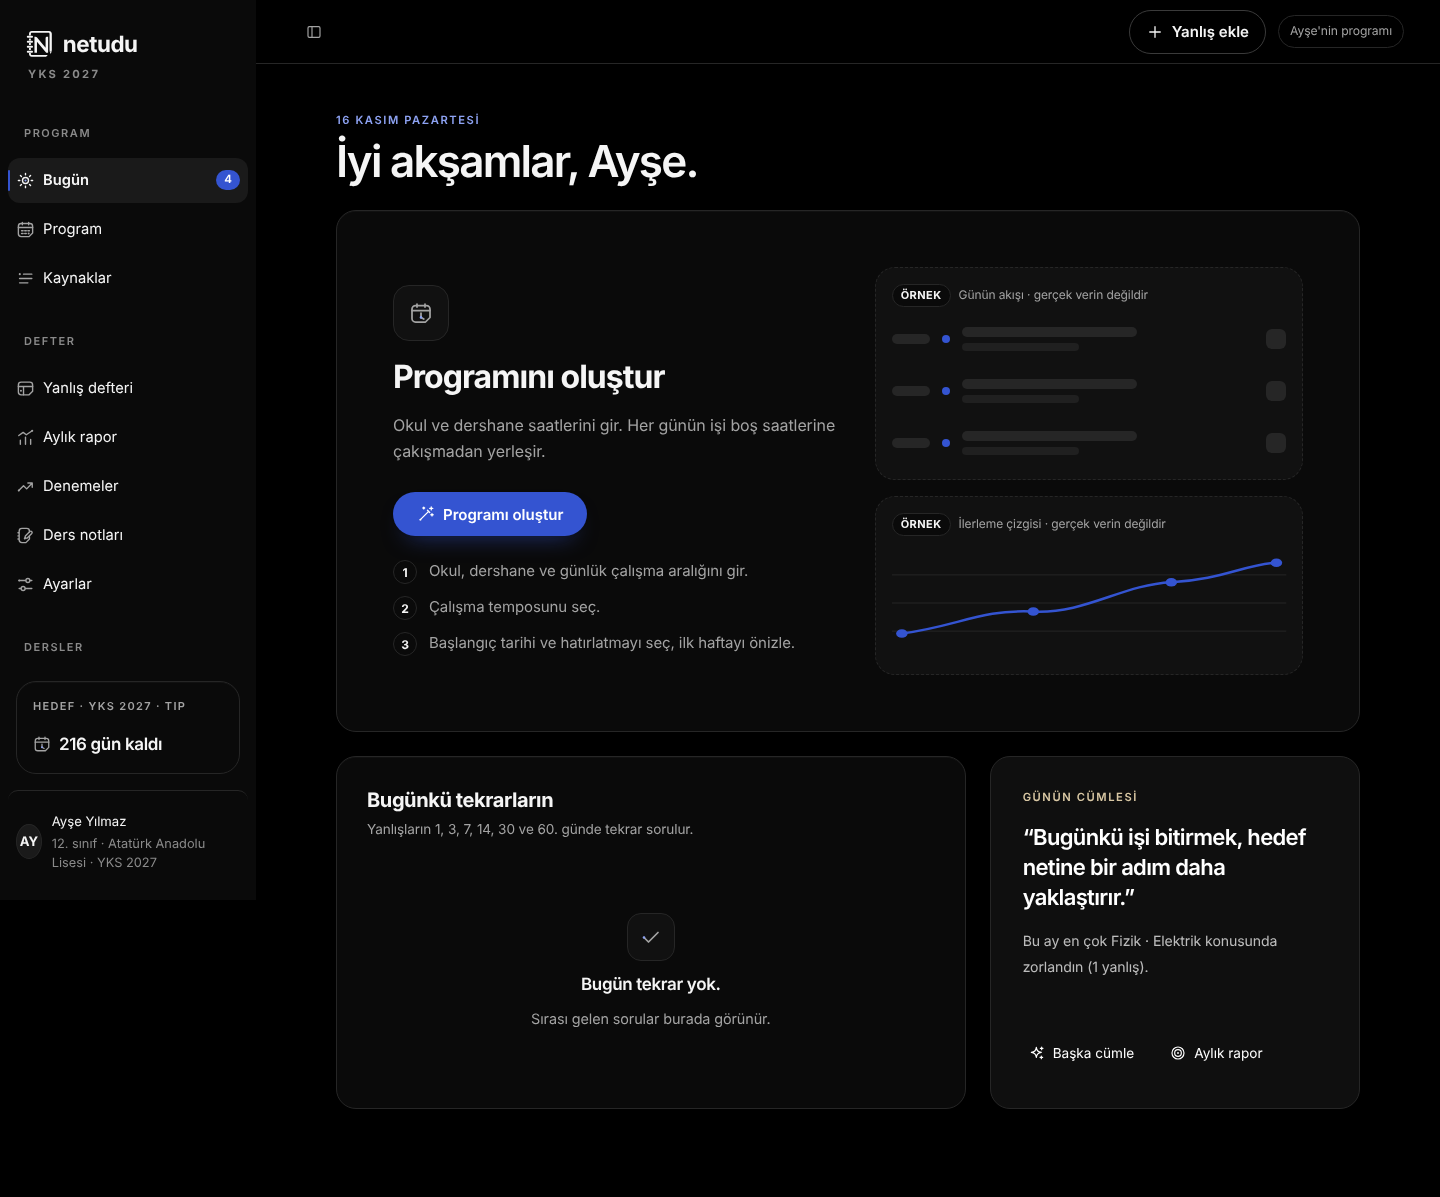 netudu
YKS 2027
PROGRAM
Bugün 4
Program
Kaynaklar
DEFTER
Yanlış defteri
Aylık rapor
Denemeler
Ders notları
Ayarlar
DERSLER
HEDEF · YKS 2027 · TIP
216 gün kaldı
AY
Ayşe Yılmaz
12. sınıf · Atatürk Anadolu
Lisesi · YKS 2027
Yanlış ekle
Ayşe'nin programı
16 KASIM PAZARTESİ
İyi akşamlar, Ayşe.
Programını oluştur
Okul ve dershane saatlerini gir. Her günün işi boş saatlerine
çakışmadan yerleşir.
Programı oluştur
1 Okul, dershane ve günlük çalışma aralığını gir.
2 Çalışma temposunu seç.
3 Başlangıç tarihi ve hatırlatmayı seç, ilk haftayı önizle.
ÖRNEK Günün akışı · gerçek verin değildir
ÖRNEK İlerleme çizgisi · gerçek verin değildir
Bugünkü tekrarların
Yanlışların 1, 3, 7, 14, 30 ve 60. günde tekrar sorulur.
Bugün tekrar yok.
Sırası gelen sorular burada görünür.
GÜNÜN CÜMLESİ
“Bugünkü işi bitirmek, hedef
netine bir adım daha
yaklaştırır.”
Bu ay en çok Fizik · Elektrik konusunda
zorlandın (1 yanlış).
Başka cümle
Aylık rapor